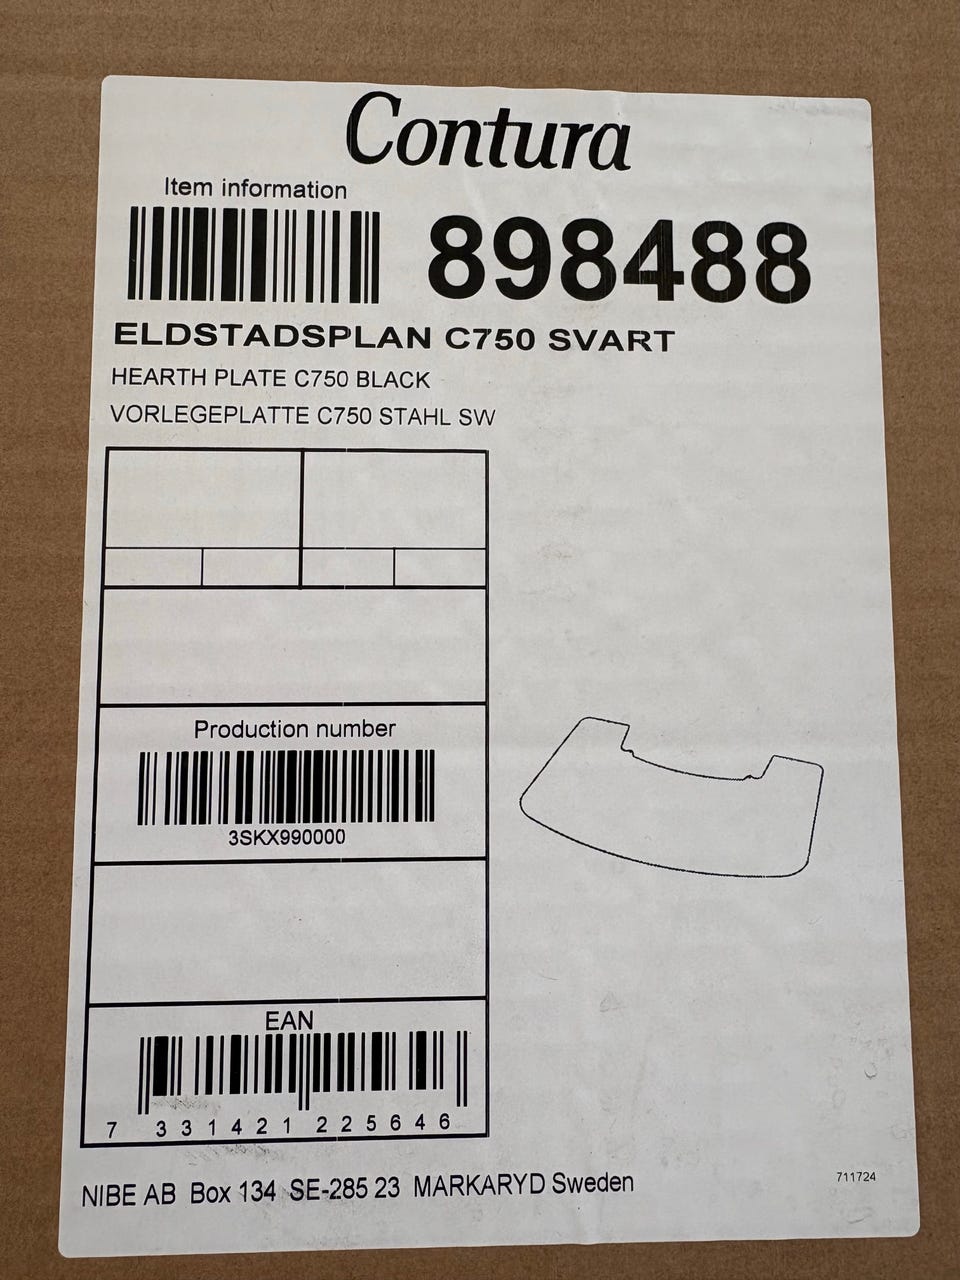 Contura
Item information
898488
ELDSTADSPLAN C750 SVART
HEARTH PLATE C750 BLACK
VORLEGEPLATTE C750 STAHL SW
Production number
3SKX990000
EAN
7 331421 225646
NIBE AB Box 134 SE-285 23 MARKARYD Sweden
711724